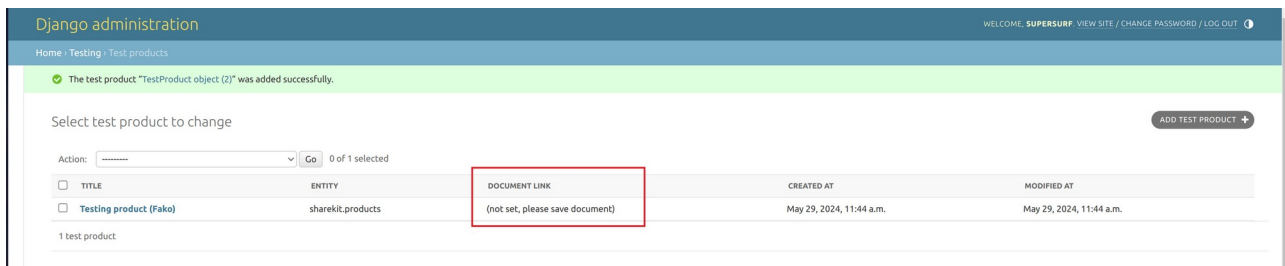 Django administration
WELCOME, SUPERSURF. VIEW SITE / CHANGE PASSWORD / LOG OUT
Home › Testing › Test products
The test product "TestProduct object (2)" was added successfully.
Select test product to change
ADD TEST PRODUCT +
Action: --------- Go 0 of 1 selected
TITLE ENTITY DOCUMENT LINK CREATED AT MODIFIED AT
Testing product (Fako) sharekit.products (not set, please save document) May 29, 2024, 11:44 a.m. May 29, 2024, 11:44 a.m.
1 test product